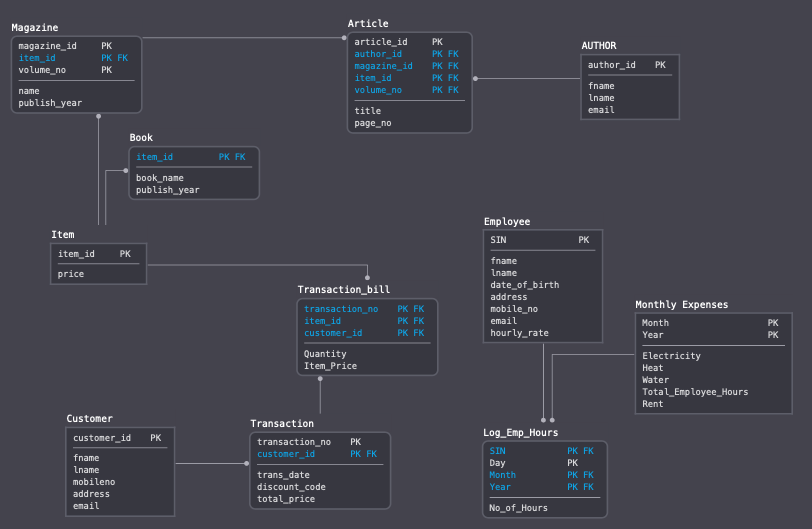 Magazine
magazine_id PK
item_id PK FK
volume_no PK
name
publish_year
Article
article_id PK
author_id PK FK
magazine_id PK FK
item_id PK FK
volume_no PK FK
title
page_no
AUTHOR
author_id PK
fname
lname
email
Book
item_id PK FK
book_name
publish_year
Item
item_id PK
price
Transaction_bill
transaction_no PK FK
item_id PK FK
customer_id PK FK
Quantity
Item_Price
Employee
SIN PK
fname
lname
date_of_birth
address
mobile_no
email
hourly_rate
Monthly Expenses
Month PK
Year PK
Electricity
Heat
Water
Total_Employee_Hours
Rent
Customer
customer_id PK
fname
lname
mobileno
address
email
Transaction
transaction_no PK
customer_id PK FK
trans_date
discount_code
total_price
Log_Emp_Hours
SIN PK FK
Day PK
Month PK FK
Year PK FK
No_of_Hours